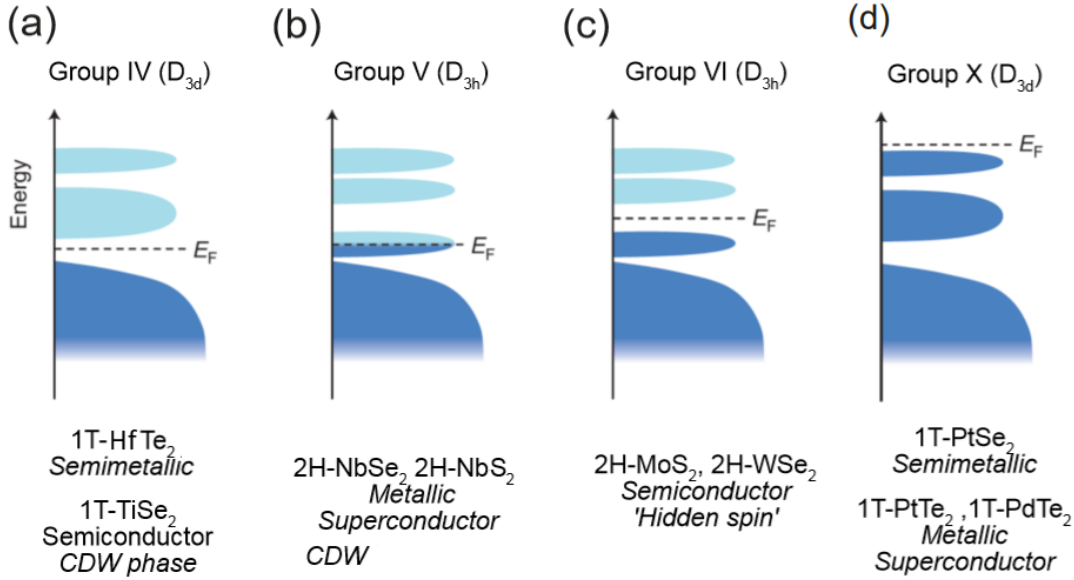 (a)
Group IV (D3d)
Energy
EF
1T-HfTe2
Semimetallic
1T-TiSe2
Semiconductor
CDW phase
(b)
Group V (D3h)
EF
2H-NbSe2 2H-NbS2
Metallic
Superconductor
CDW
(c)
Group VI (D3h)
EF
2H-MoS2, 2H-WSe2
Semiconductor
'Hidden spin'
(d)
Group X (D3d)
EF
1T-PtSe2
Semimetallic
1T-PtTe2 ,1T-PdTe2
Metallic
Superconductor